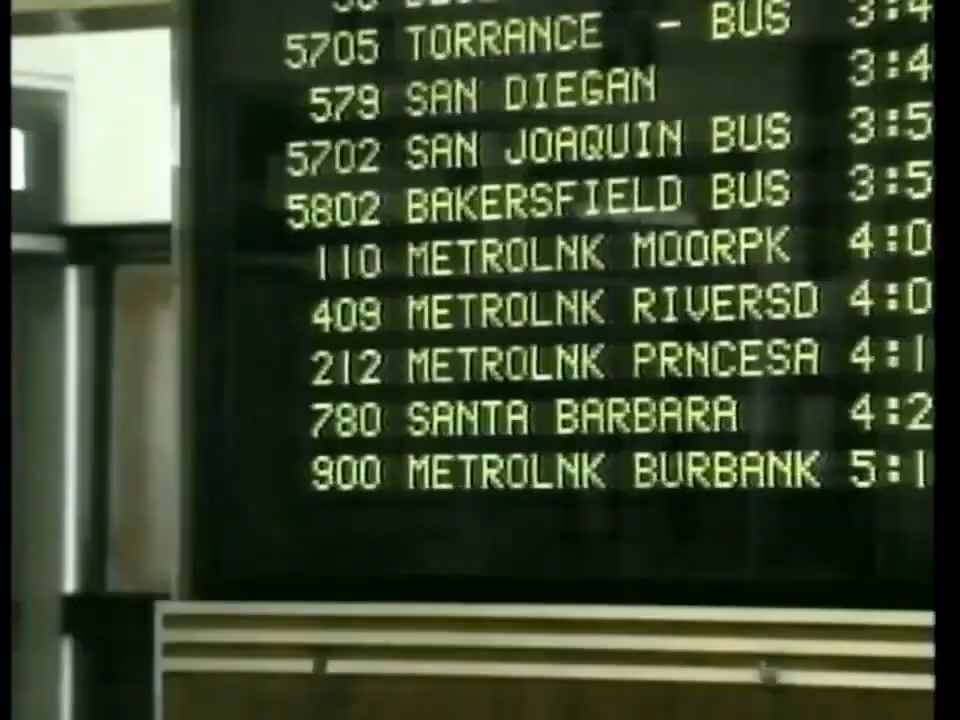 5705 TORRANCE - BUS 3:4
579 SAN DIEGAN 3:4
5702 SAN JOAQUIN BUS 3:5
5802 BAKERSFIELD BUS 3:5
110 METROLNK MOORPK 4:0
409 METROLNK RIVERSD 4:0
212 METROLNK PRNCESA 4:1
780 SANTA BARBARA 4:2
900 METROLNK BURBANK 5:1